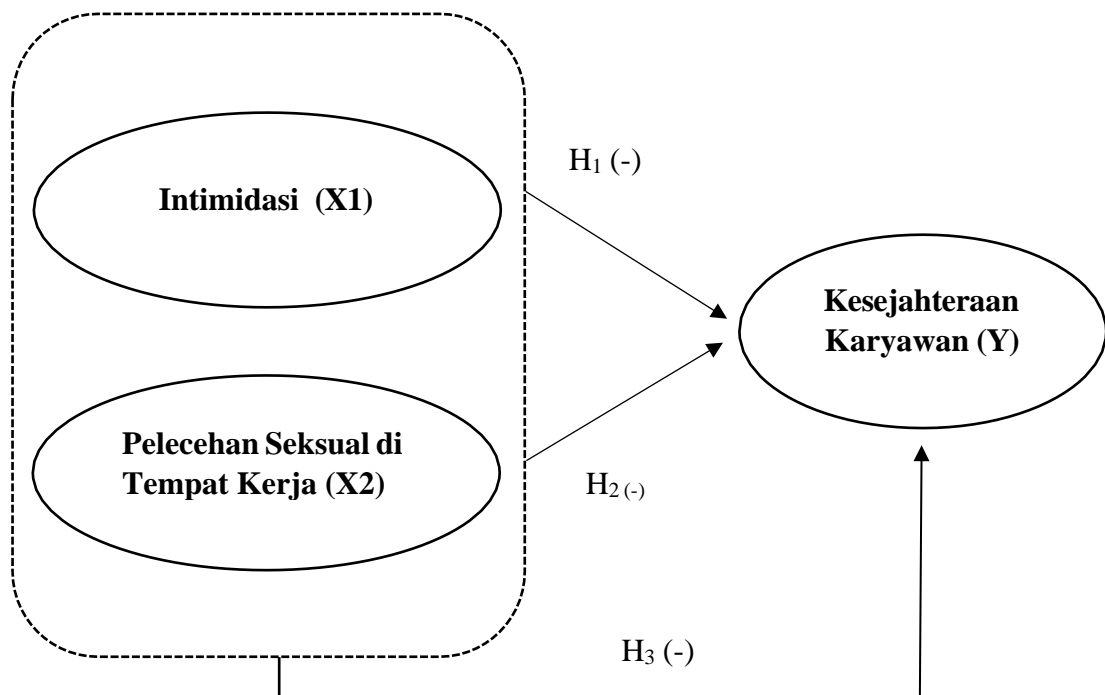 H₁ (-)
Intimidasi (X1)
Kesejahteraan
Karyawan (Y)
Pelecehan Seksual di
Tempat Kerja (X2)
H₂ (-)
H₃ (-)